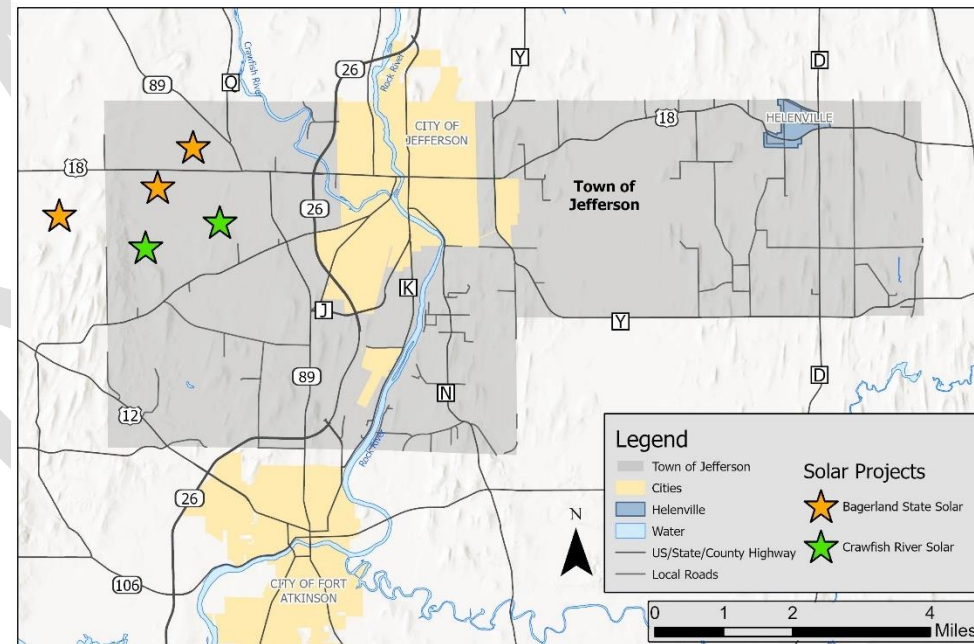 Crawfish River
Rock River
Y
D
26
Q
89
CITY OF
JEFFERSON
18
HELENVILLE
18
Town of
Jefferson
26
K
J
Y
89
D
N
12
Rock River
26
106
CITY OF FORT
ATKINSON
N
Legend
Town of Jefferson
Cities
Helenville
Water
US/State/County Highway
Local Roads
Solar Projects
Bagerland State Solar
Crawfish River Solar
0 1 2 4
Miles